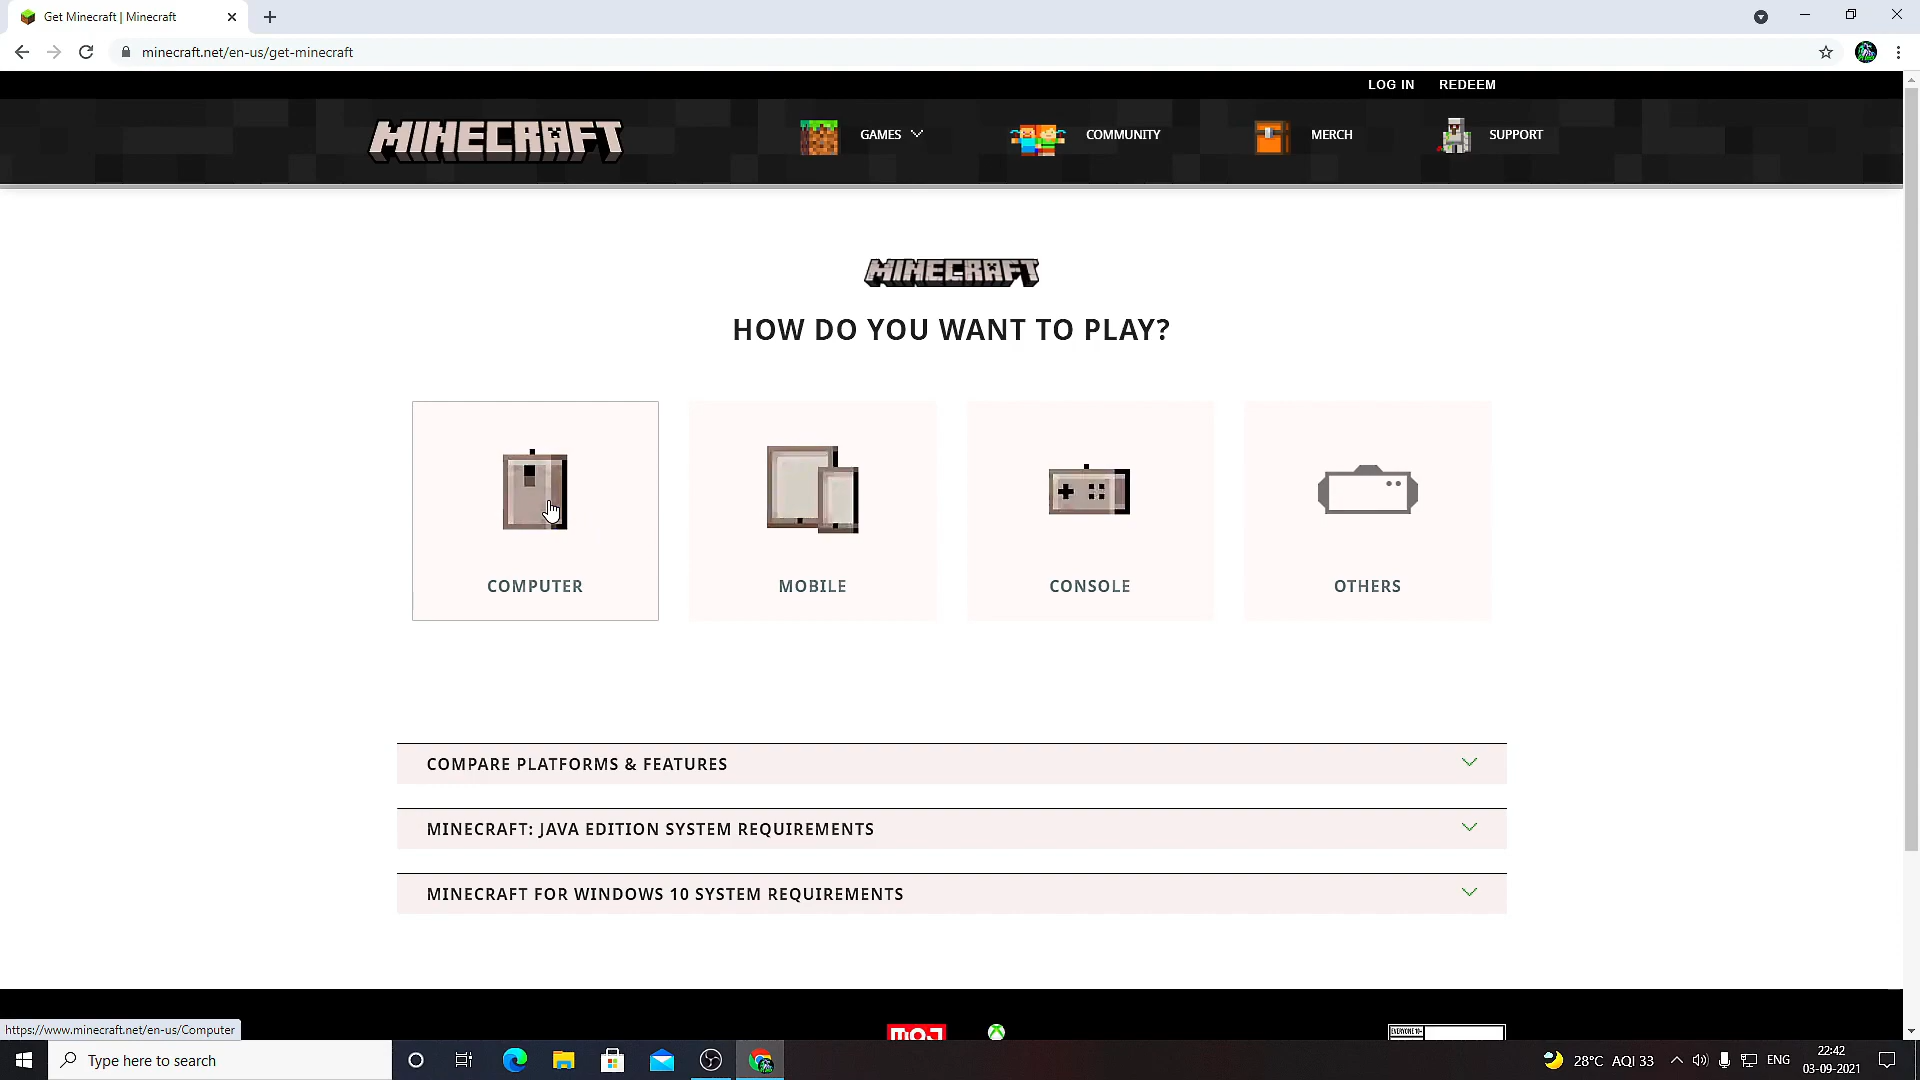 Get Minecraft | Minecraft
minecraft.net/en-us/get-minecraft
LOG IN REDEEM
MINECRAFT
GAMES
COMMUNITY
MERCH
SUPPORT
MINECRAFT
HOW DO YOU WANT TO PLAY?
COMPUTER
MOBILE
CONSOLE
OTHERS
COMPARE PLATFORMS & FEATURES
MINECRAFT: JAVA EDITION SYSTEM REQUIREMENTS
MINECRAFT FOR WINDOWS 10 SYSTEM REQUIREMENTS
EVERYONE 10+
https://www.minecraft.net/en-us/Computer
Type here to search
28°C AQI 33
ENG
22:42
03-09-2021